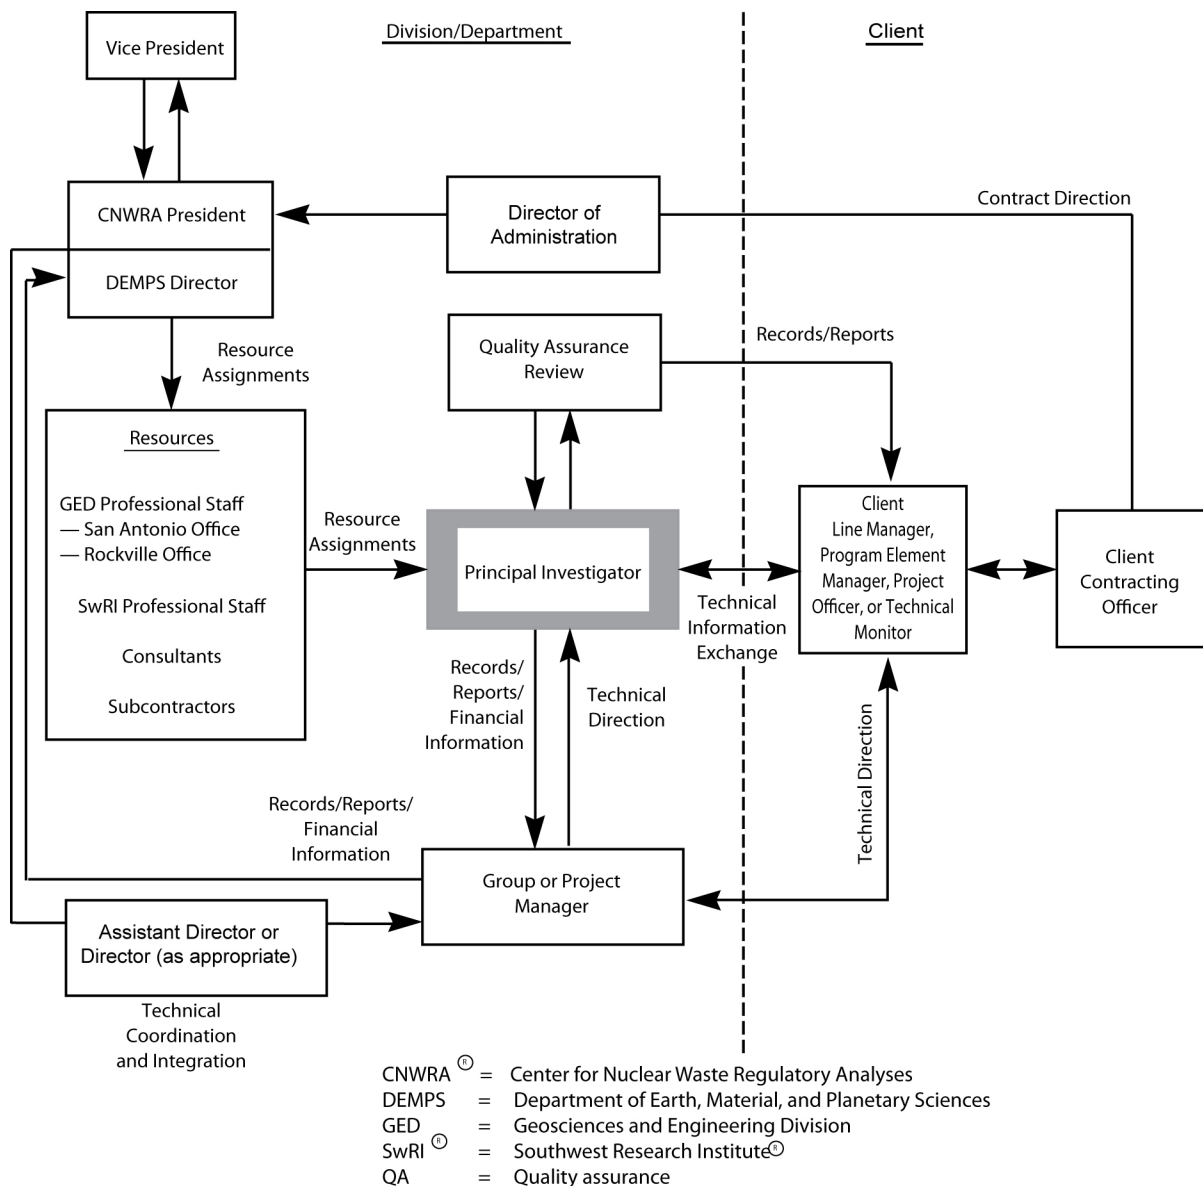 Division/Department
Client
Vice President
CNWRA President
DEMPS Director
Director of
Administration
Contract Direction
Resource
Assignments
Quality Assurance
Review
Records/Reports
Resources
GED Professional Staff
— San Antonio Office
— Rockville Office
SwRI Professional Staff
Consultants
Subcontractors
Resource
Assignments
Principal Investigator
Technical
Information
Exchange
Client
Line Manager,
Program Element
Manager, Project
Officer, or Technical
Monitor
Client
Contracting
Officer
Records/
Reports/
Financial
Information
Technical
Direction
Technical Direction
Records/Reports/
Financial
Information
Group or Project
Manager
Assistant Director or
Director (as appropriate)
Technical
Coordination
and Integration
CNWRA ® = Center for Nuclear Waste Regulatory Analyses
DEMPS = Department of Earth, Material, and Planetary Sciences
GED = Geosciences and Engineering Division
SwRI ® = Southwest Research Institute®
QA = Quality assurance